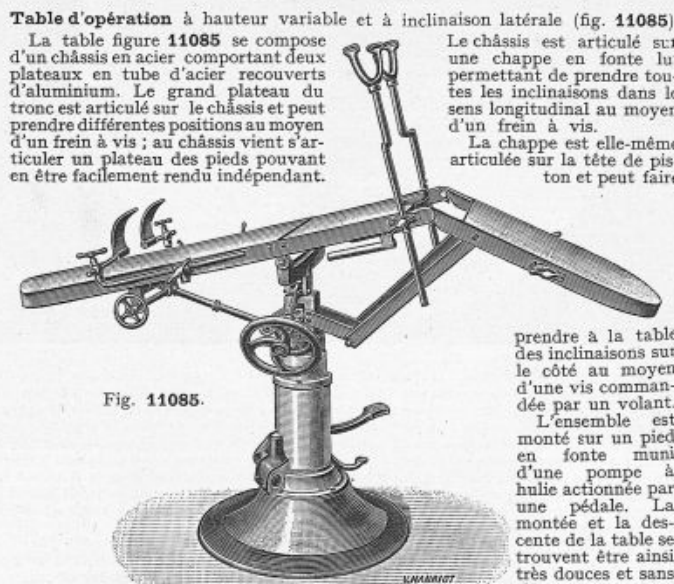 Table d'opération à hauteur variable et à inclinaison latérale (fig. 11085)
La table figure 11085 se compose
d'un châssis en acier comportant deux
plateaux en tube d'acier recouverts
d'aluminium. Le grand plateau du
tronc est articulé sur le châssis et peut
prendre différentes positions au moyen
d'un frein à vis ; au châssis vient s'ar-
ticuler un plateau des pieds pouvant
en être facilement rendu indépendant.
Le châssis est articulé sur
une chappe en fonte lui
permettant de prendre tou-
tes les inclinaisons dans le
sens longitudinal au moyen
d'un frein à vis.
La chappe est elle-même
articulée sur la tête de pis-
ton et peut faire
prendre à la table
des inclinaisons sur
le côté au moyen
d'une vis comman-
dée par un volant.
L'ensemble est
monté sur un pied
en fonte muni
d'une pompe à
hulie actionnée par
une pédale. La
montée et la des-
cente de la table se
trouvent être ainsi
très douces et sans
Fig. 11085.
V. MANRIOT